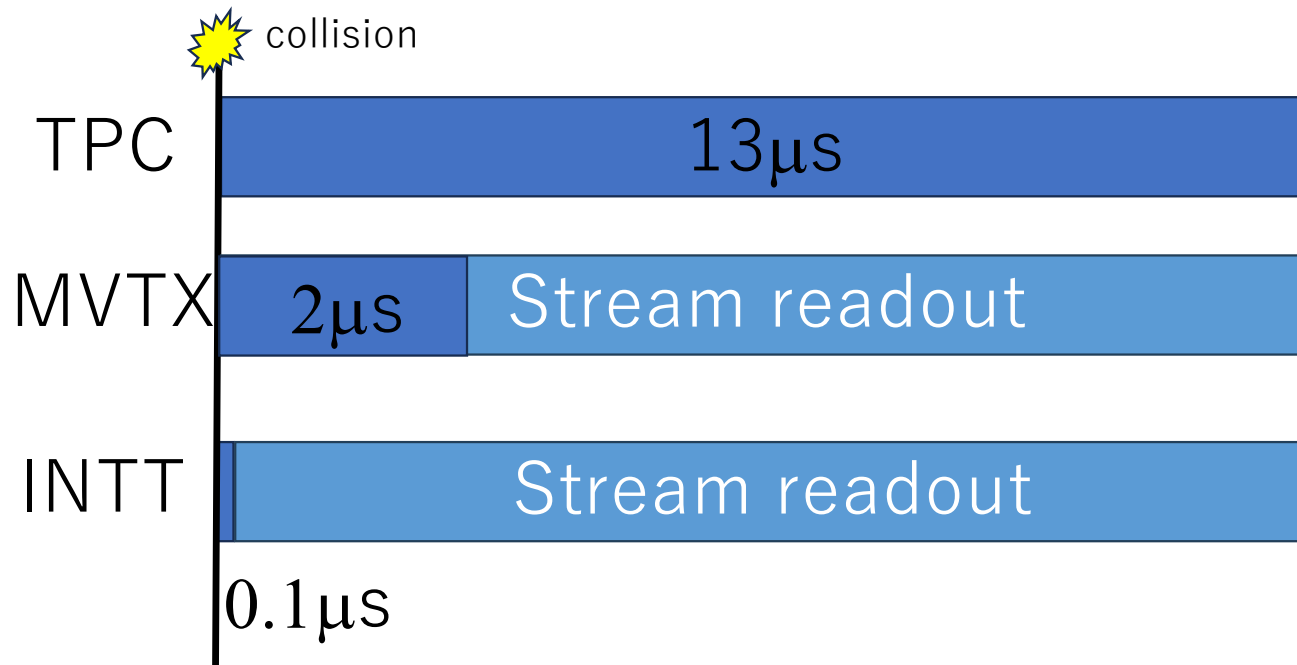 collision
TPC 13μs
MVTX 2μs Stream readout
INTT Stream readout
0.1μs